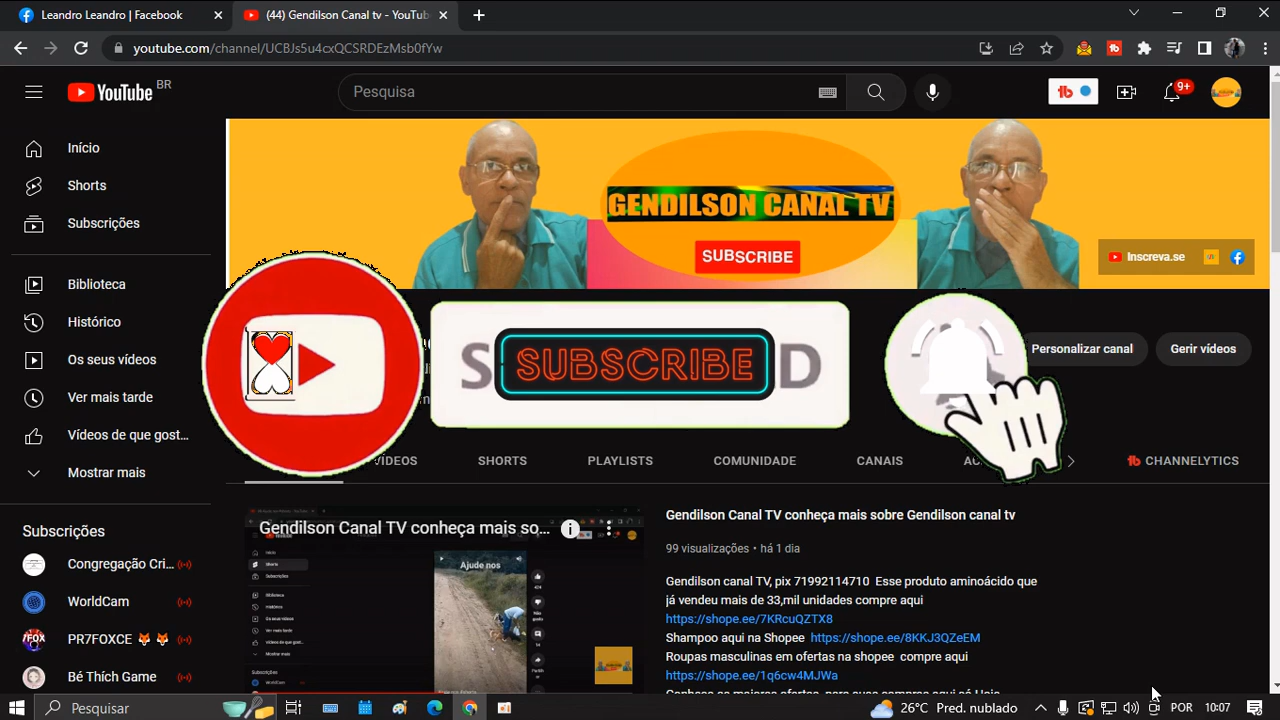 Leandro Leandro | Facebook
(44) Gendilson Canal tv - YouTub
youtube.com/channel/UCBJs5u4cxQCSRDEzMsb0fYw
YouTube BR
Pesquisa
9+
Início
Shorts
Subscrições
Biblioteca
Histórico
Os seus vídeos
Ver mais tarde
Vídeos de que gost...
Mostrar mais
Subscrições
Congregação Cri...
WorldCam
PR7FOXCE
Bé Titech Game
GENDILSON CANAL TV
SUBSCRIBE
Inscreva.se
SUBSCRIBE
S D
Personalizar canal
Gerir vídeos
VÍDEOS
SHORTS
PLAYLISTS
COMUNIDADE
CANAIS
CHANNELYTICS
Gendilson Canal TV conheça mais so...
Ajude nos
Gendilson Canal TV conheça mais sobre Gendilson canal tv
99 visualizações • há 1 dia
Gendilson canal TV, pix 71992114710 Esse produto aminoácido que
já vendeu mais de 33,mil unidades compre aqui
https://shope.ee/7KRcuQZTX8
Shampo aqui na Shopee https://shope.ee/8KKJ3QZeEM
Roupas masculinas em ofertas na shopee compre aqui
https://shope.ee/1q6cw4MJWa
Pesquisar
26°C Pred. nublado
POR
10:07